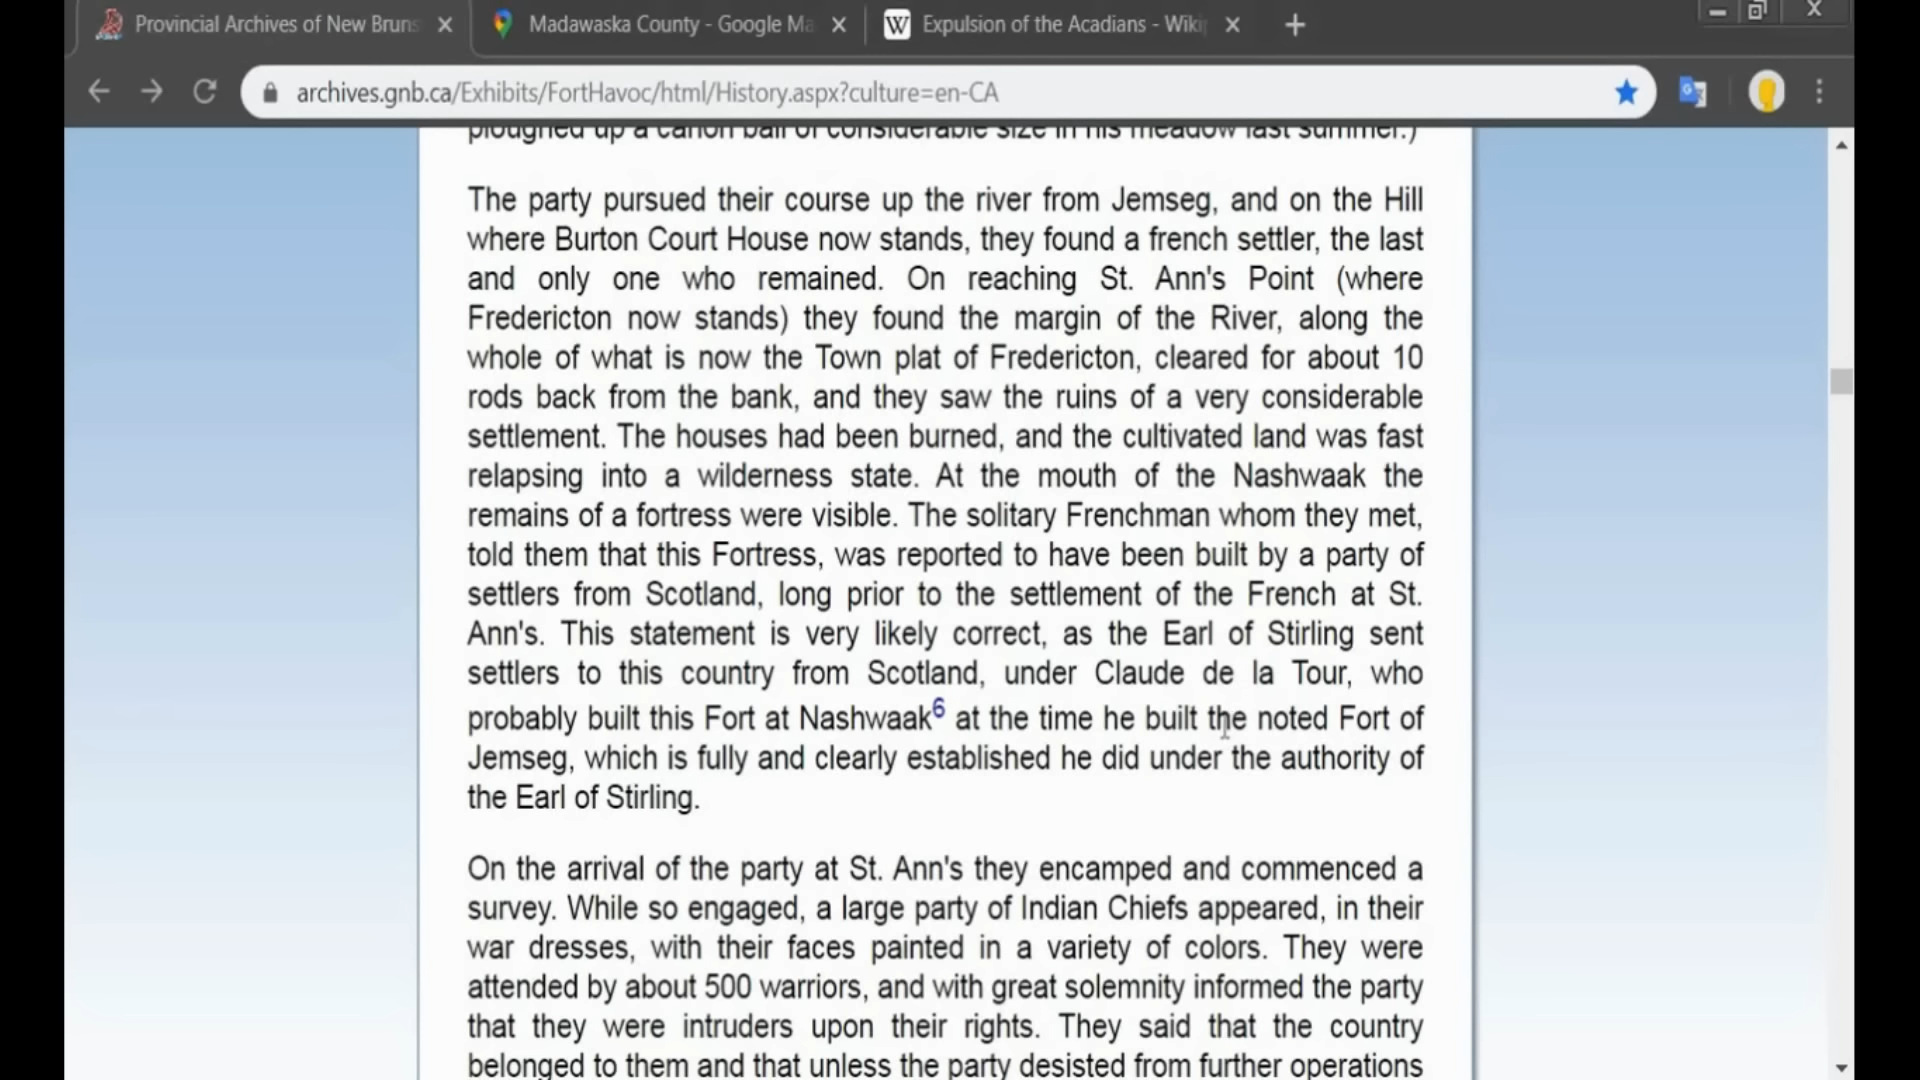 Provincial Archives of New Bruns
Madawaska County - Google Ma
Expulsion of the Acadians - Wiki
archives.gnb.ca/Exhibits/FortHavoc/html/History.aspx?culture=en-CA
ploughed up a canon ball of considerable size in his meadow last summer.)
The party pursued their course up the river from Jemseg, and on the Hill
where Burton Court House now stands, they found a french settler, the last
and only one who remained. On reaching St. Ann's Point (where
Fredericton now stands) they found the margin of the River, along the
whole of what is now the Town plat of Fredericton, cleared for about 10
rods back from the bank, and they saw the ruins of a very considerable
settlement. The houses had been burned, and the cultivated land was fast
relapsing into a wilderness state. At the mouth of the Nashwaak the
remains of a fortress were visible. The solitary Frenchman whom they met,
told them that this Fortress, was reported to have been built by a party of
settlers from Scotland, long prior to the settlement of the French at St.
Ann's. This statement is very likely correct, as the Earl of Stirling sent
settlers to this country from Scotland, under Claude de la Tour, who
probably built this Fort at Nashwaak6 at the time he built the noted Fort of
Jemseg, which is fully and clearly established he did under the authority of
the Earl of Stirling.
On the arrival of the party at St. Ann's they encamped and commenced a
survey. While so engaged, a large party of Indian Chiefs appeared, in their
war dresses, with their faces painted in a variety of colors. They were
attended by about 500 warriors, and with great solemnity informed the party
that they were intruders upon their rights. They said that the country
belonged to them and that unless the party desisted from further operations